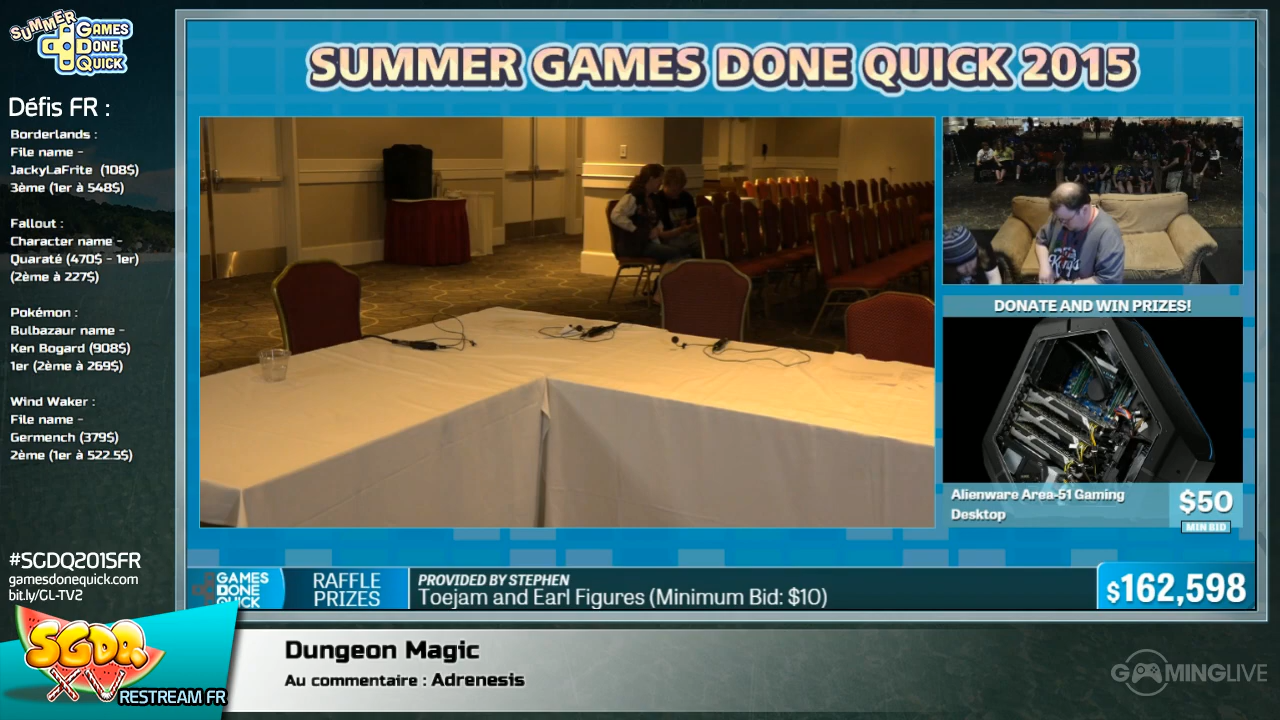 SUMMER
GAMES
DONE
QUICK
Défis FR :
Borderlands :
File name -
JackyLaFrite (108$)
3ème (1er à 548$)
Fallout :
Character name -
Quaraté (470$ - 1er)
(2ème à 227$)
Pokémon :
Bulbazaur name -
Ken Bogard (908$)
1er (2ème à 269$)
Wind Waker :
File name -
Germench (379$)
2ème (1er à 522.5$)
#SGDQ2015FR
gamesdonequick.com
bit.ly/GL-TV2
SGDQ
XV
RESTREAM FR
SUMMER GAMES DONE QUICK 2015
DONATE AND WIN PRIZES!
Alienware Area-51 Gaming
Desktop
$50
MIN BID
GAMES
DONE
QUICK
RAFFLE
PRIZES
PROVIDED BY STEPHEN
Toejam and Earl Figures (Minimum Bid: $10)
$162,598
Dungeon Magic
Au commentaire : Adrenesis
GAMINGLIVE